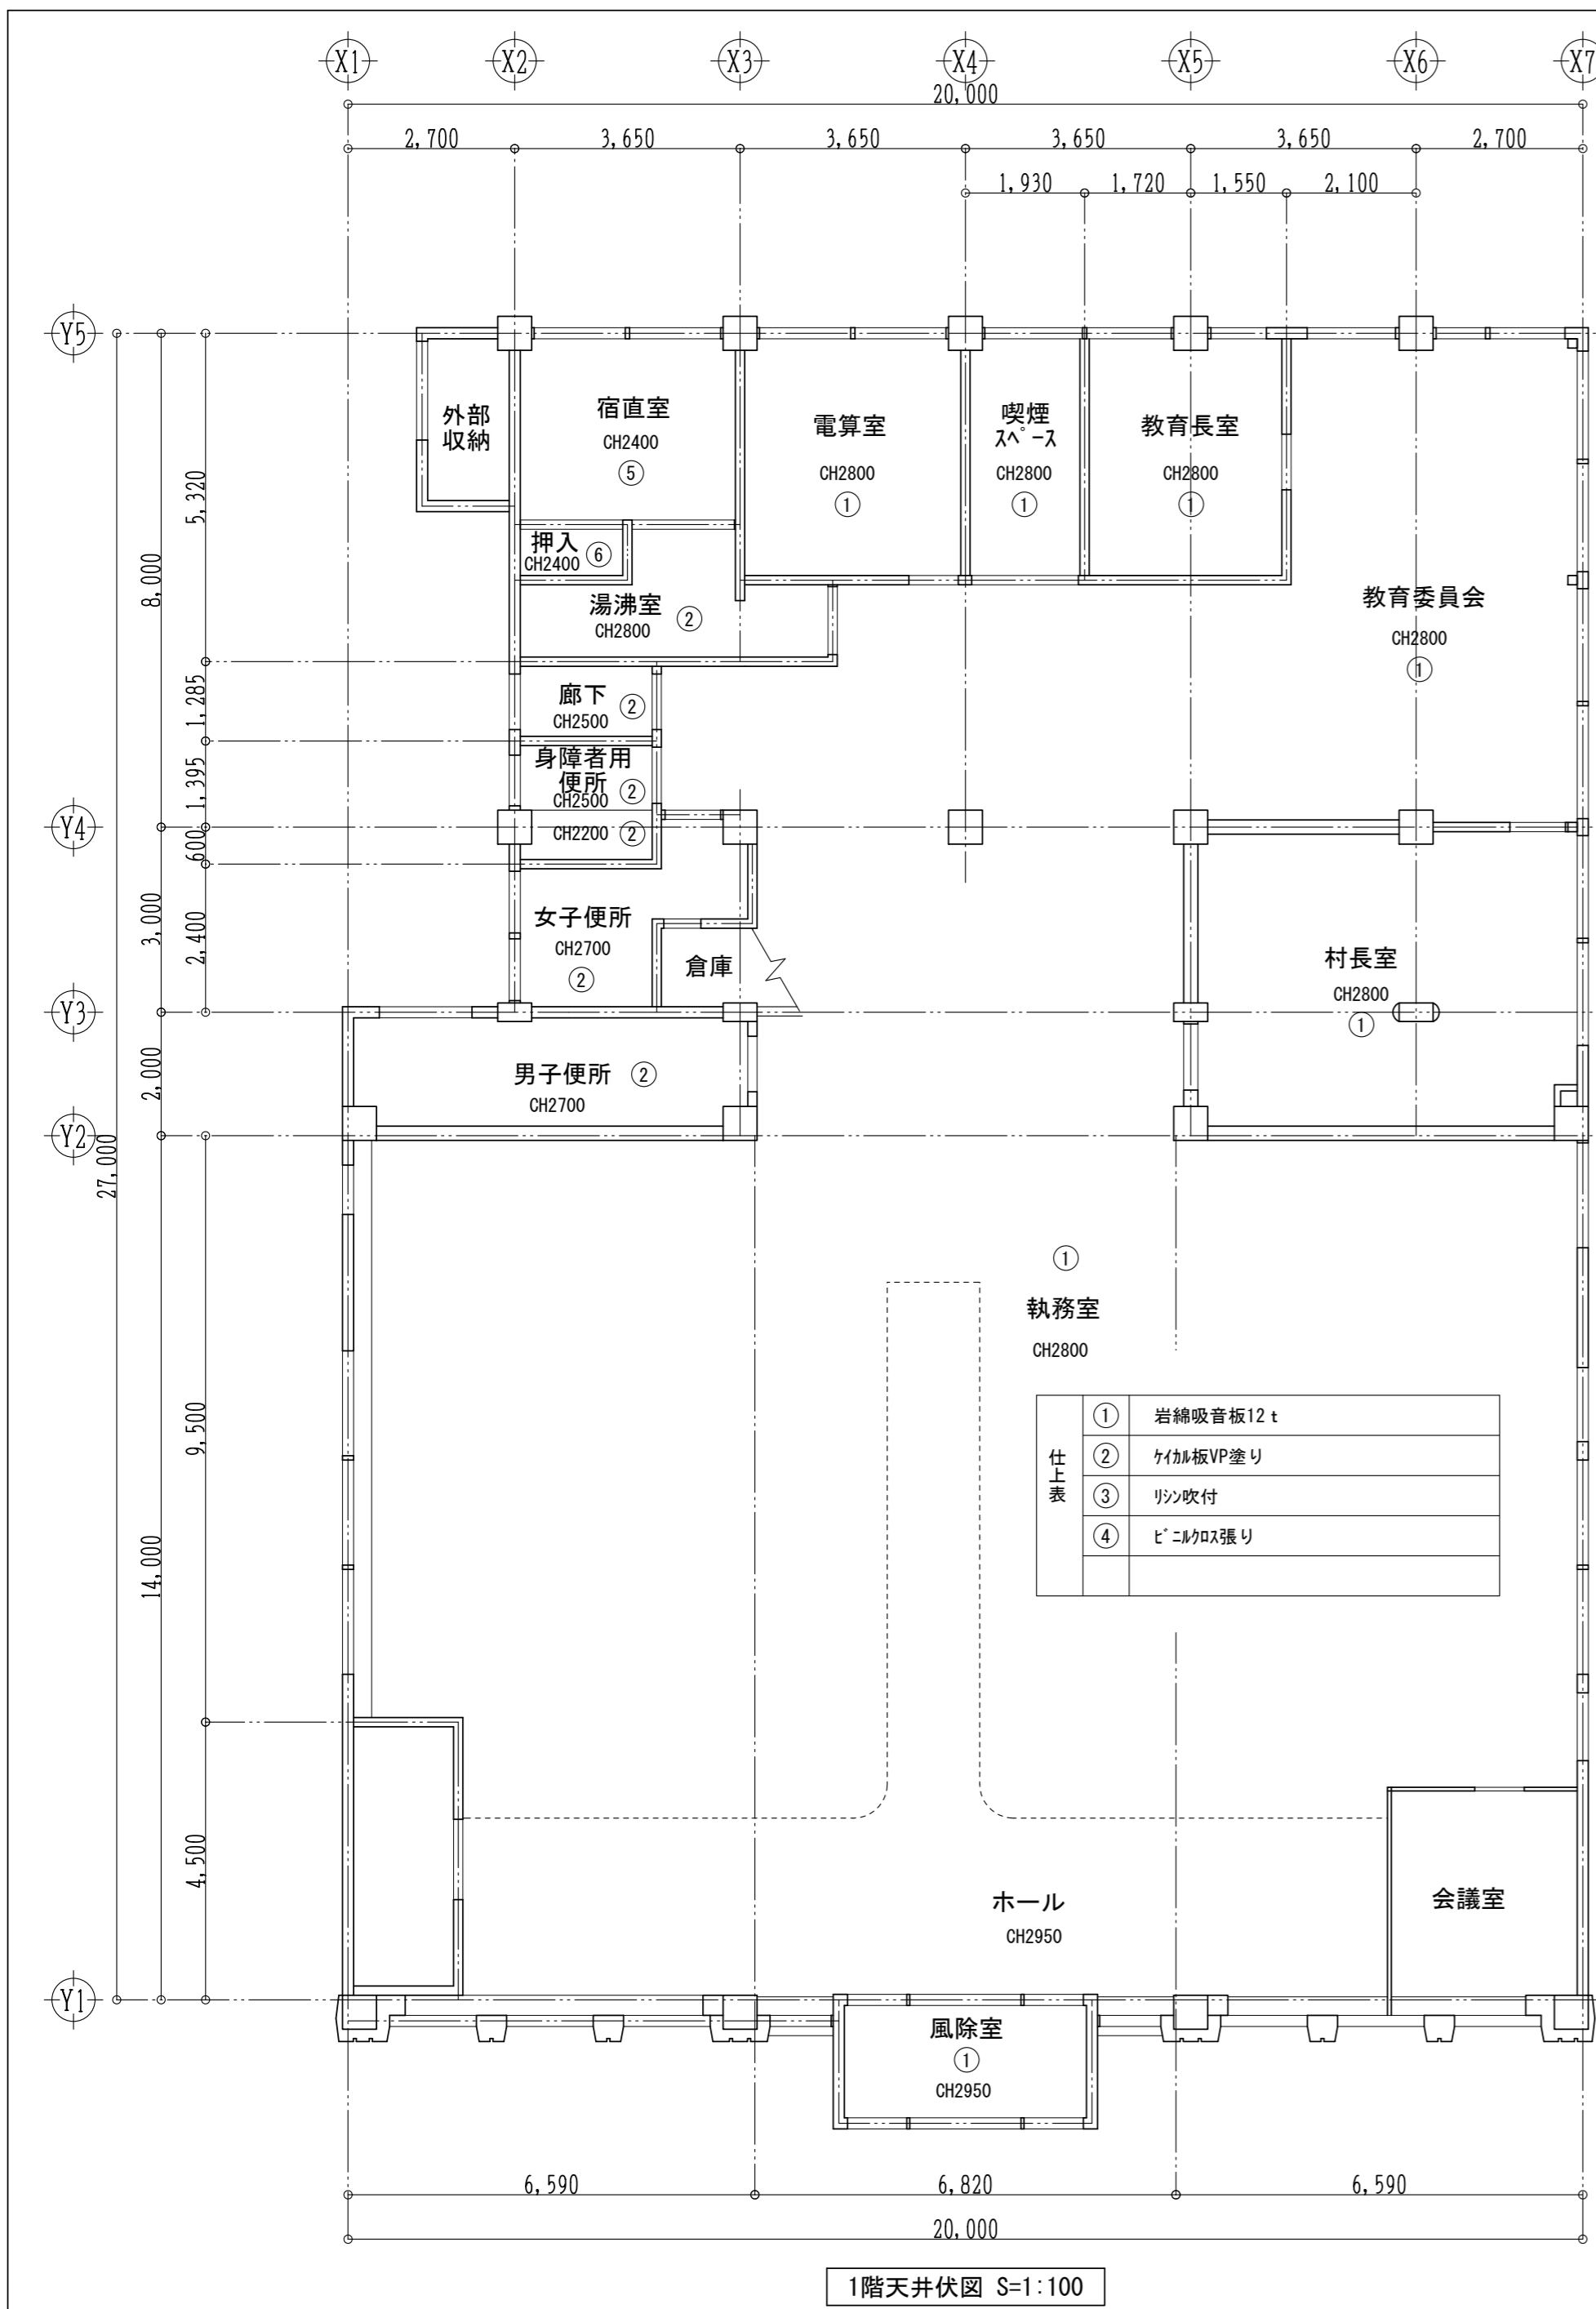 X1 X2 X3 X4 X5 X6 X7
20,000
2,700 3,650 3,650 3,650 3,650 2,700
1,930 1,720 1,550 2,100
Y5
外部
収納
宿直室
CH2400
⑤
電算室
CH2800
①
喫煙
スペース
CH2800
①
教育長室
CH2800
①
5,320
8,000
押入
CH2400
⑥
湯沸室
CH2800
②
教育委員会
CH2800
①
1,285
廊下
CH2500
②
1,395
身障者用
便所
CH2500
②
Y4
600
CH2200
②
3,000
2,400
女子便所
CH2700
②
倉庫
村長室
CH2800
①
Y3
2,000
男子便所
②
CH2700
Y2
27,000
①
執務室
CH2800
9,500
14,000
仕上表
① 岩綿吸音板12t
② ケイカル板VP塗り
③ リシン吹付
④ ビニルクロス張り
4,500
ホール
CH2950
会議室
Y1
風除室
①
CH2950
6,590 6,820 6,590
20,000
1階天井伏図 S=1:100